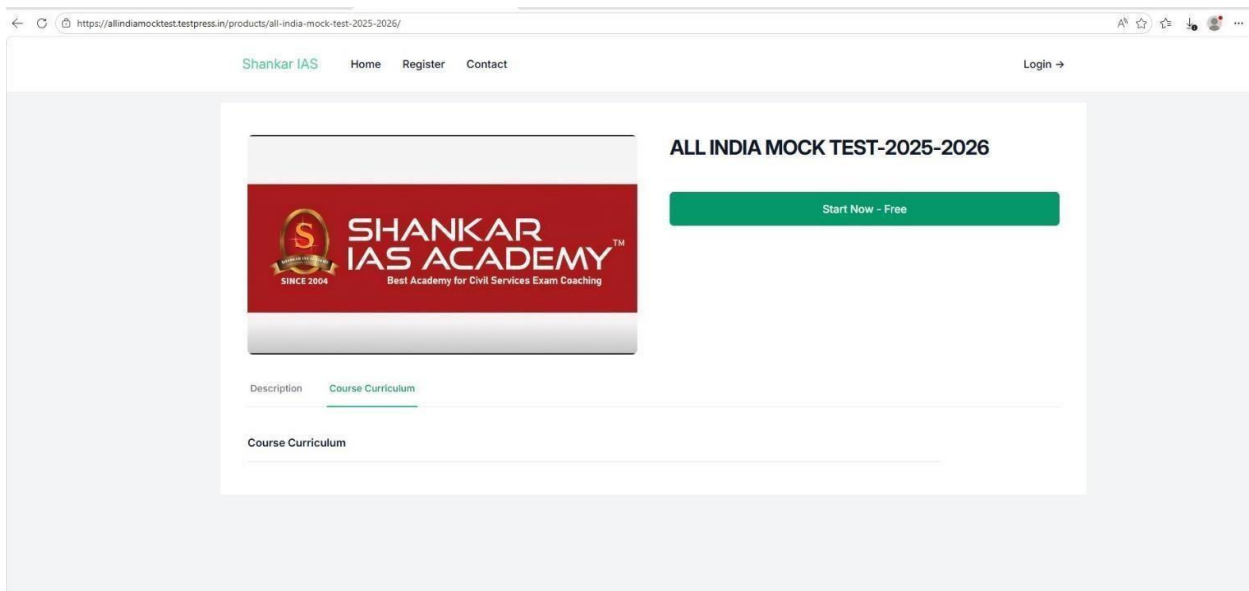 https://allindiamocktest.testpress.in/products/all-india-mock-test-2025-2026/
Shankar IAS Home Register Contact Login →
ALL INDIA MOCK TEST-2025-2026
Start Now - Free
S
SHANKAR
IAS ACADEMY™
SINCE 2004
Best Academy for Civil Services Exam Coaching
Description Course Curriculum
Course Curriculum